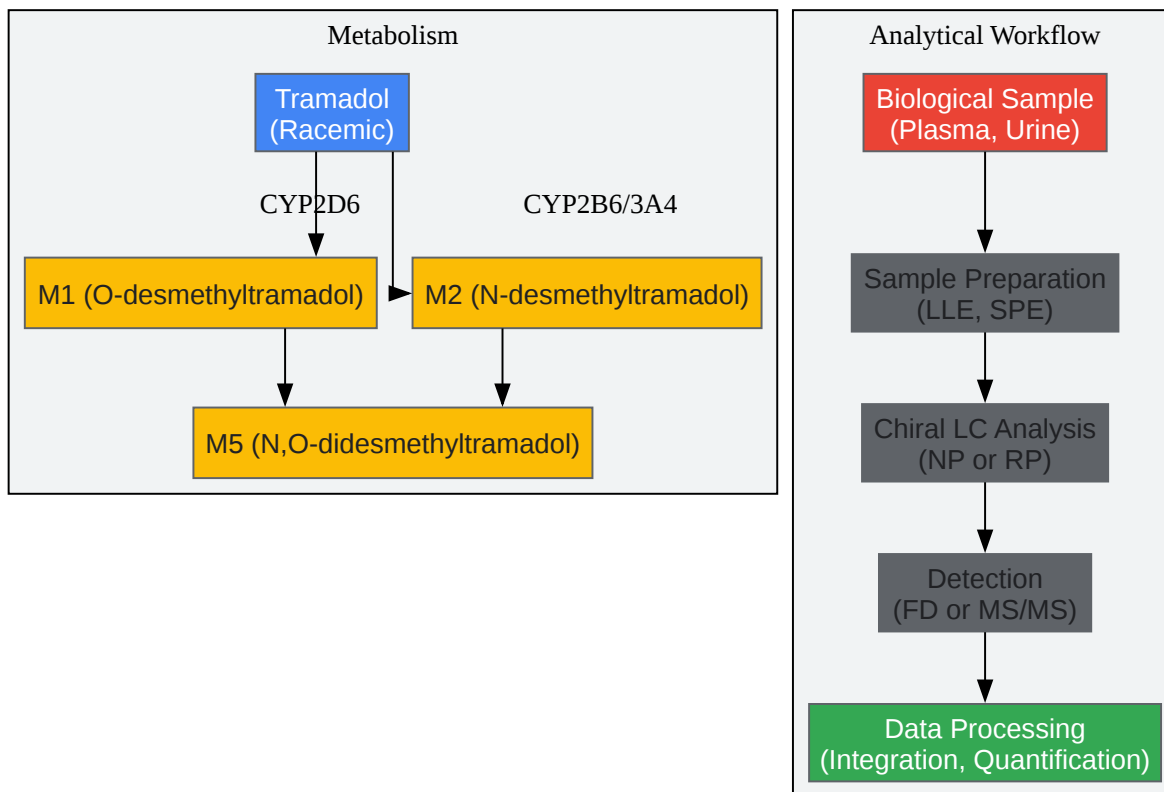 Metabolism
Tramadol
(Racemic)
CYP2D6
CYP2B6/3A4
M1 (O-desmethyltramadol)
M2 (N-desmethyltramadol)
M5 (N,O-didesmethyltramadol)
Analytical Workflow
Biological Sample
(Plasma, Urine)
Sample Preparation
(LLE, SPE)
Chiral LC Analysis
(NP or RP)
Detection
(FD or MS/MS)
Data Processing
(Integration, Quantification)